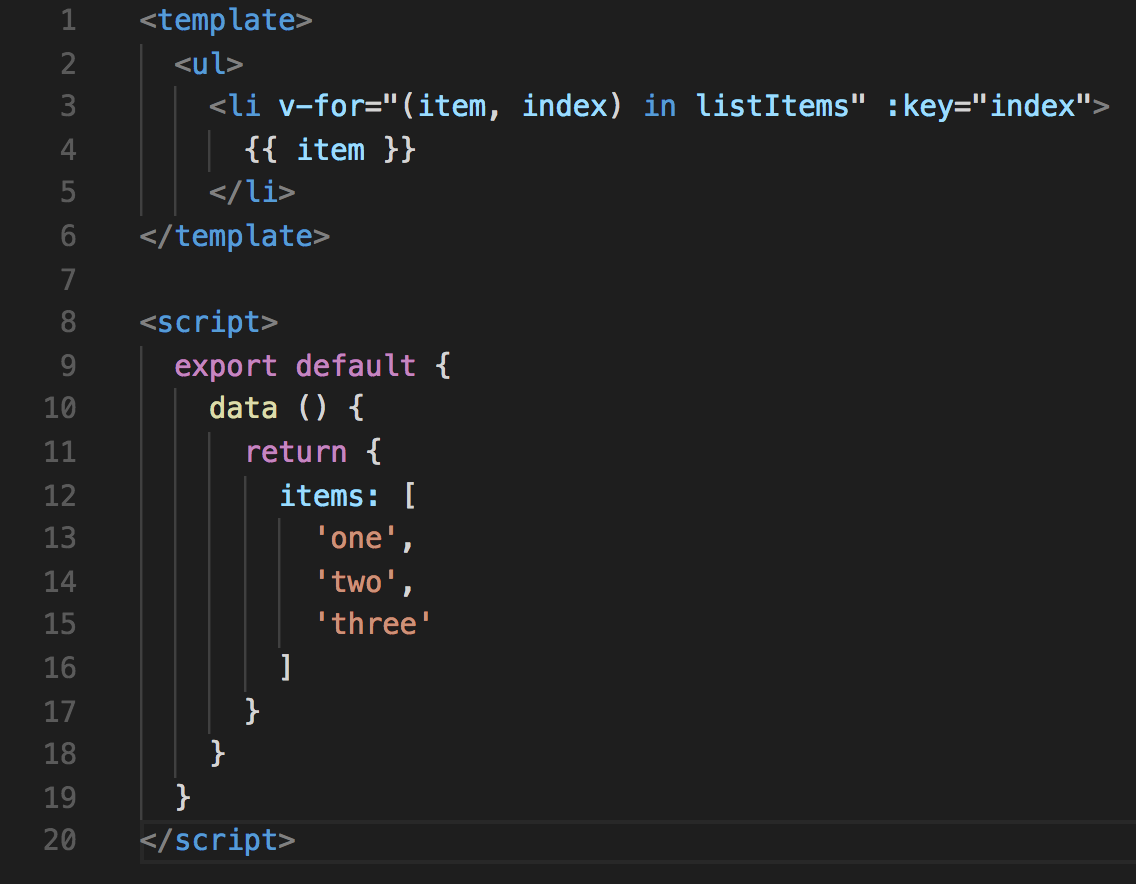 1 <template>
2 <ul>
3 <li v-for="(item, index) in listItems" :key="index">
4 {{ item }}
5 </li>
6 </template>
7
8 <script>
9 export default {
10 data () {
11 return {
12 items: [
13 'one',
14 'two',
15 'three'
16 ]
17 }
18 }
19 }
20 </script>